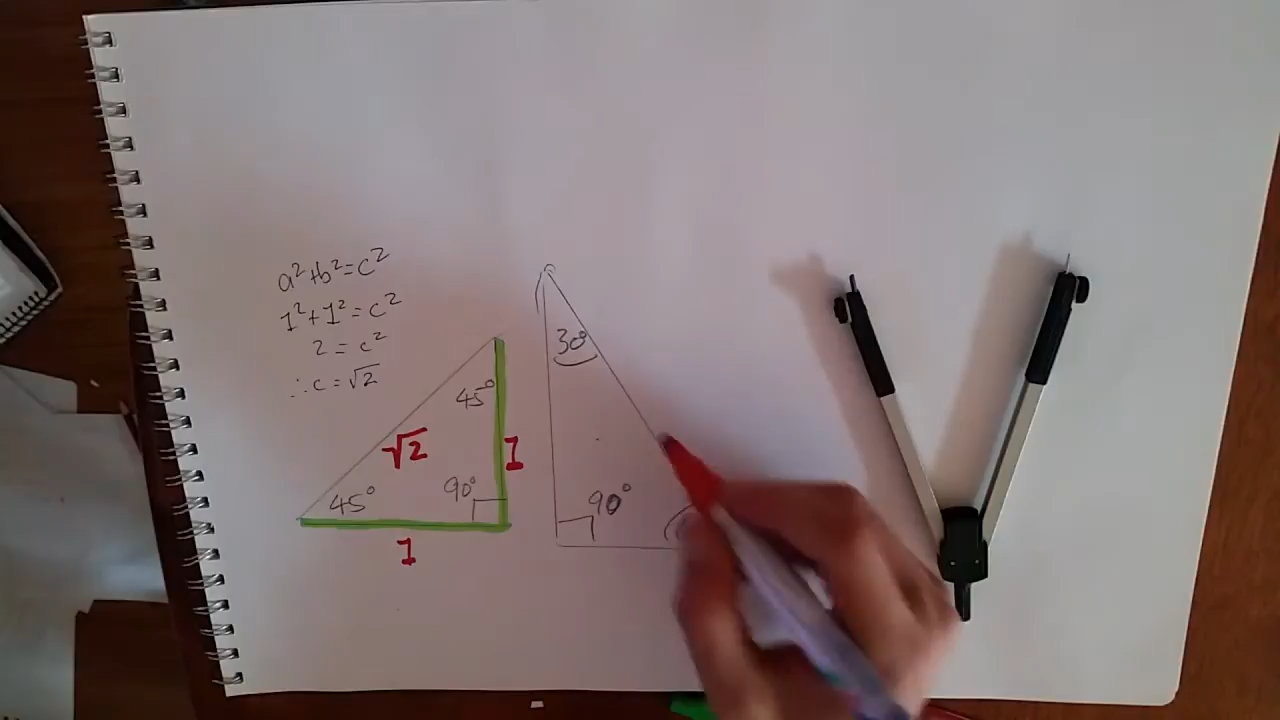 a²+b²=c²
1²+1²=c²
2=c²
∴c=√2
45°
√2
1
45°
90°
1
30°
90°